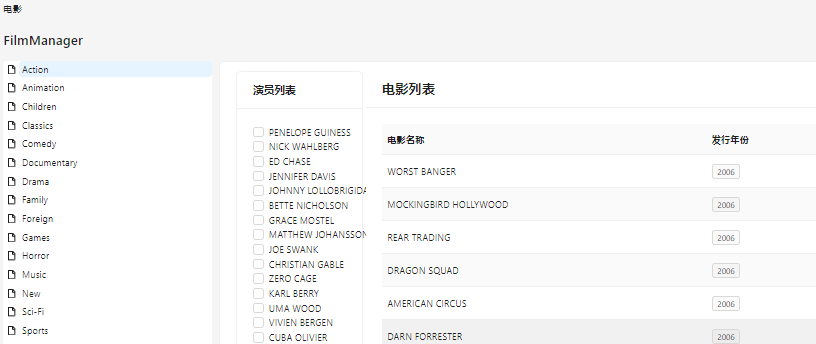 电影
FilmManager
Action
Animation
Children
Classics
Comedy
Documentary
Drama
Family
Foreign
Games
Horror
Music
New
Sci-Fi
Sports
演员列表
PENELOPE GUINESS
NICK WAHLBERG
ED CHASE
JENNIFER DAVIS
JOHNNY LOLLOBRIGIDA
BETTE NICHOLSON
GRACE MOSTEL
MATTHEW JOHANSSON
JOE SWANK
CHRISTIAN GABLE
ZERO CAGE
KARL BERRY
UMA WOOD
VIVIEN BERGEN
CUBA OLIVIER
电影列表
电影名称 发行年份
WORST BANGER 2006
MOCKINGBIRD HOLLYWOOD 2006
REAR TRADING 2006
DRAGON SQUAD 2006
AMERICAN CIRCUS 2006
DARN FORRESTER 2006